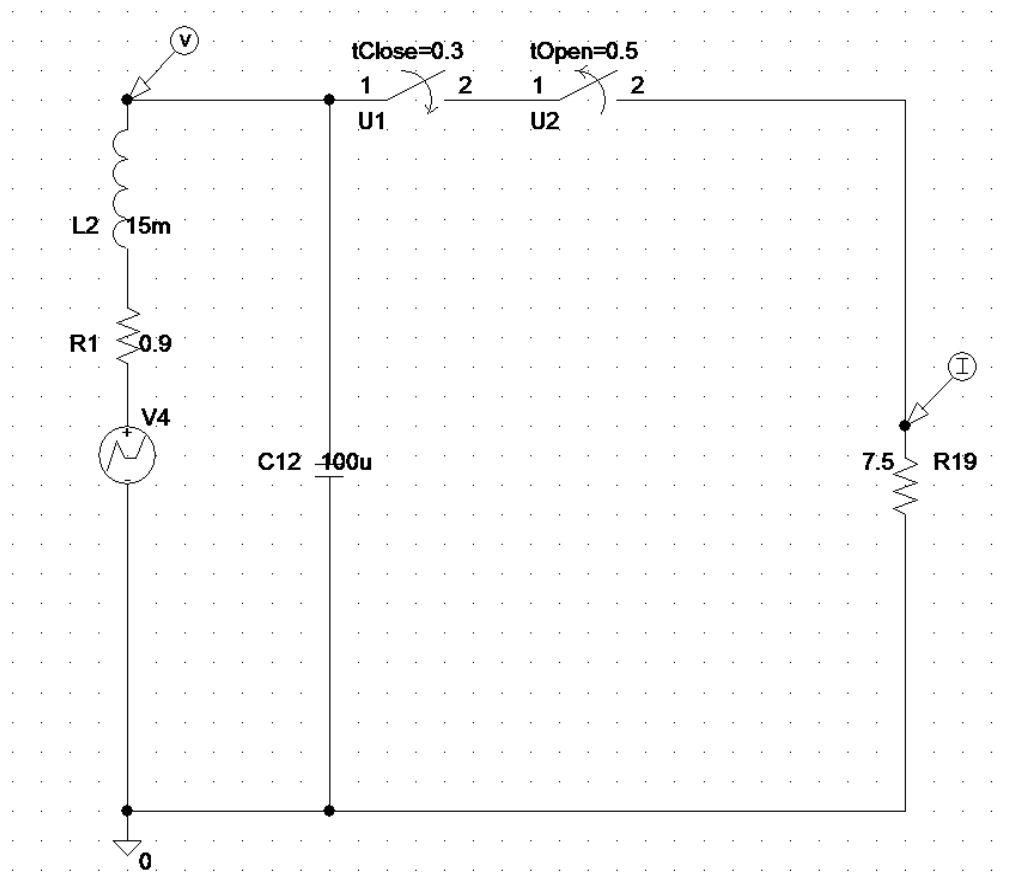 V
tClose=0.3 tOpen=0.5
1 2 1 2
U1 U2
L2 15m
R1 0.9
I
V4
+
C12 100u 7.5 R19
-
0